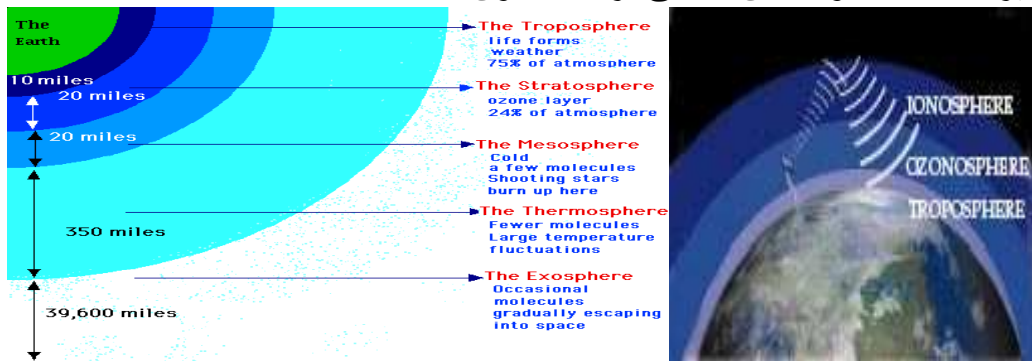 The
Earth
10 miles
20 miles
20 miles
350 miles
39,600 miles
The Troposphere
life forms
weather
75% of atmosphere
The Stratosphere
ozone layer
24% of atmosphere
The Mesosphere
Cold
a few molecules
Shooting stars
burn up here
The Thermosphere
Fewer molecules
Large temperature
fluctuations
The Exosphere
Occasional
molecules
gradually escaping
into space
IONOSPHERE
OZONOSPHERE
TROPOSPHERE